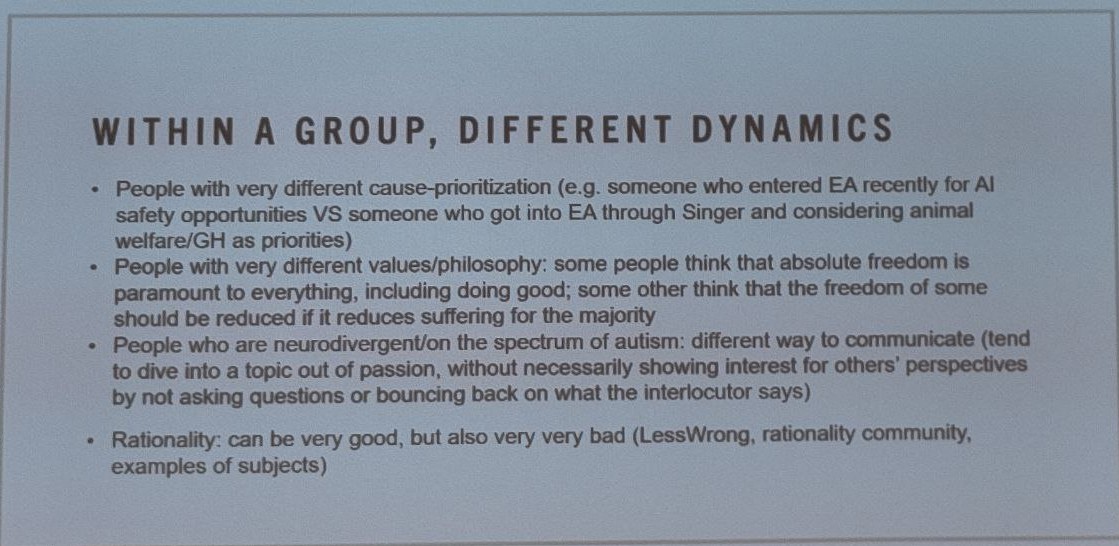 WITHIN A GROUP, DIFFERENT DYNAMICS
• People with very different cause-prioritization (e.g. someone who entered EA recently for AI
safety opportunities VS someone who got into EA through Singer and considering animal
welfare/GH as priorities)
• People with very different values/philosophy: some people think that absolute freedom is
paramount to everything, including doing good; some other think that the freedom of some
should be reduced if it reduces suffering for the majority
• People who are neurodivergent/on the spectrum of autism: different way to communicate (tend
to dive into a topic out of passion, without necessarily showing interest for others' perspectives
by not asking questions or bouncing back on what the interlocutor says)
• Rationality: can be very good, but also very very bad (LessWrong, rationality community,
examples of subjects)